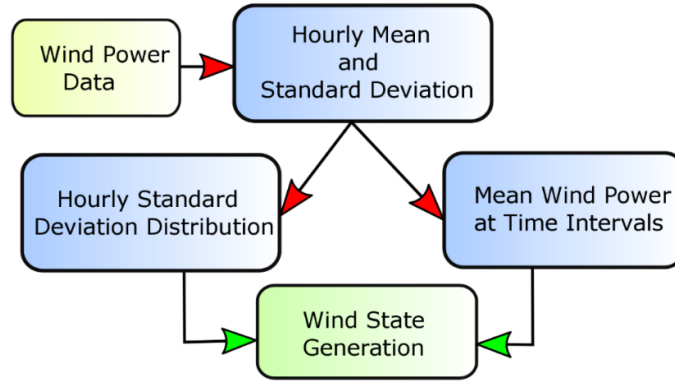 Wind Power
Data
Hourly Mean
and
Standard Deviation
Hourly Standard
Deviation Distribution
Mean Wind Power
at Time Intervals
Wind State
Generation